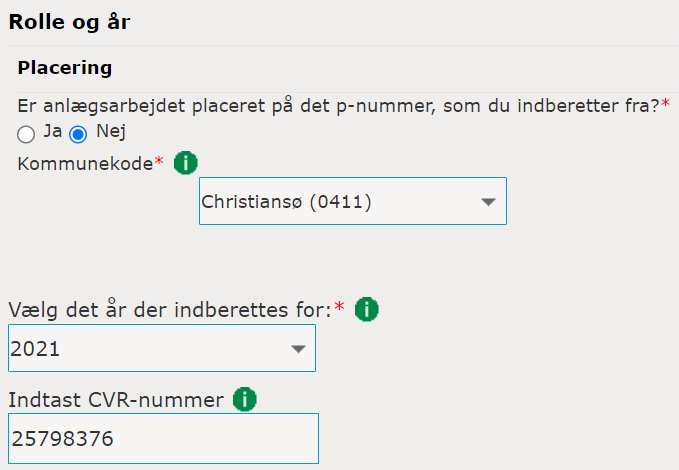 Rolle og år
Placering
Er anlægsarbejdet placeret på det p-nummer, som du indberetter fra?*
Ja Nej
Kommunekode* i
Christiansø (0411)
Vælg det år der indberettes for:* i
2021
Indtast CVR-nummer i
25798376